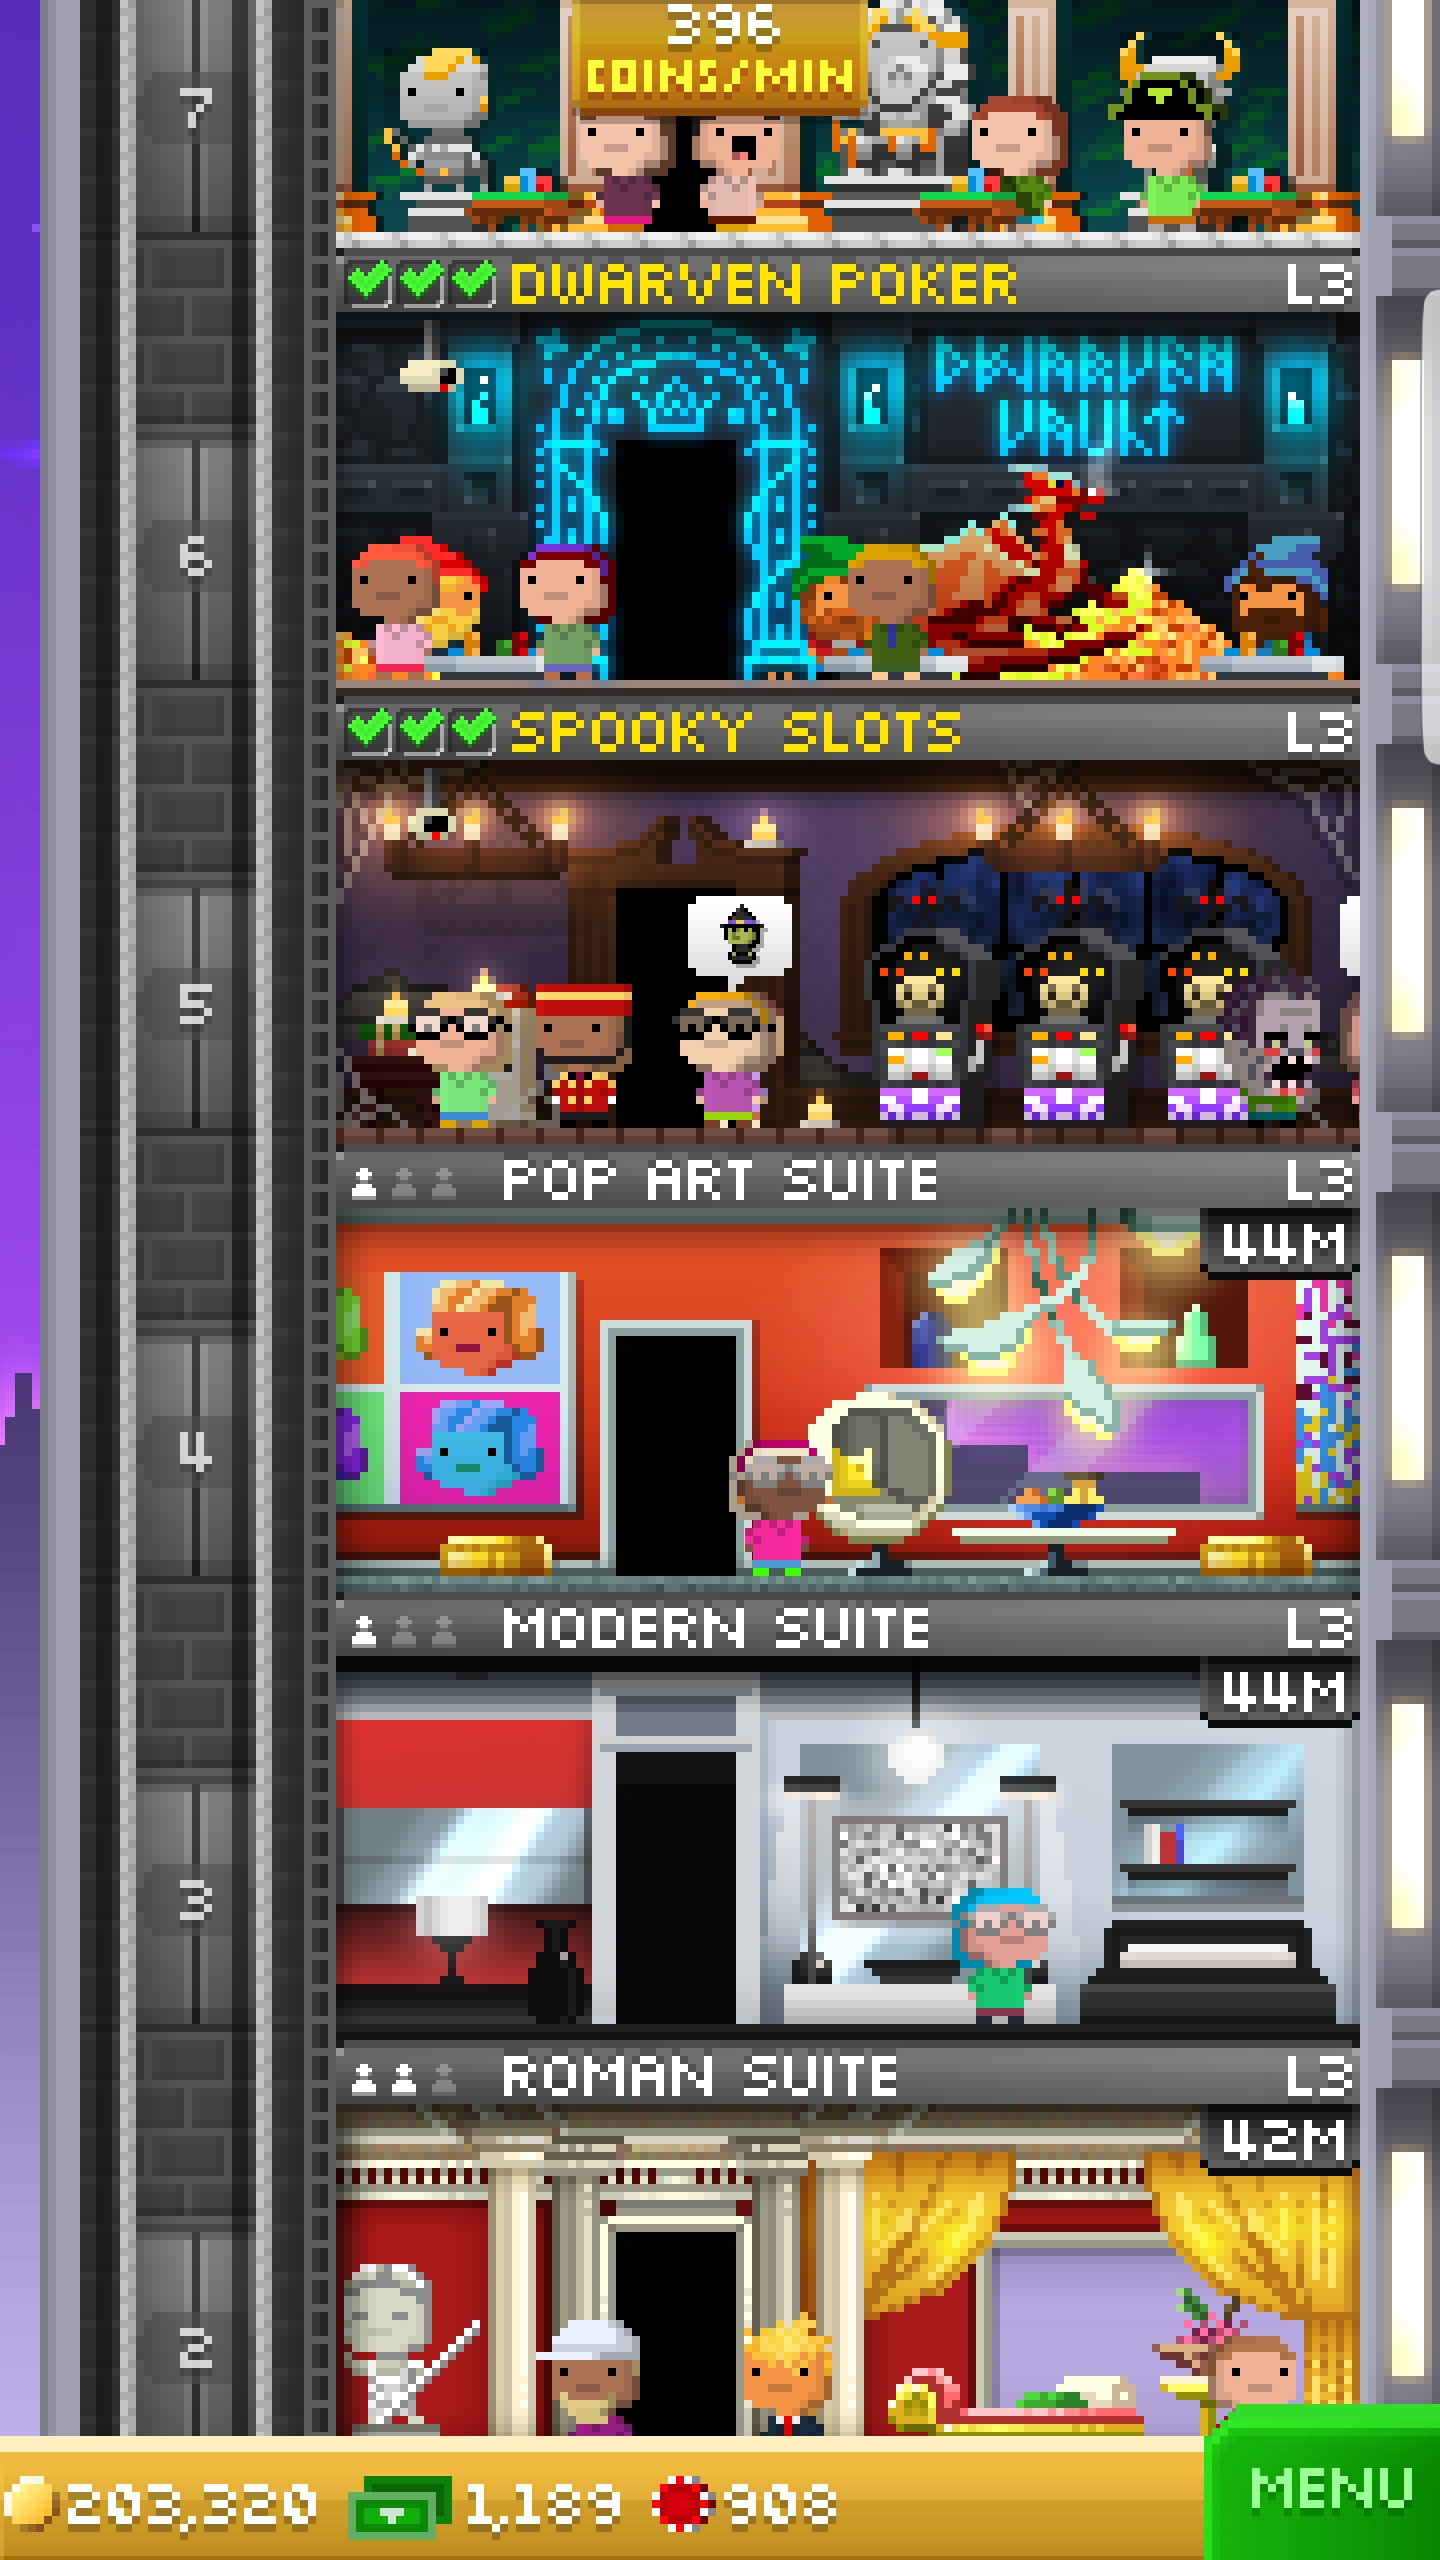 396
COINS/MIN
7
DWARVEN POKER L3
DWARVEN
VAULT
6
SPOOKY SLOTS L3
5
POP ART SUITE L3
44M
4
MODERN SUITE L3
44M
3
ROMAN SUITE L3
42M
2
203,320 1,189 908 MENU